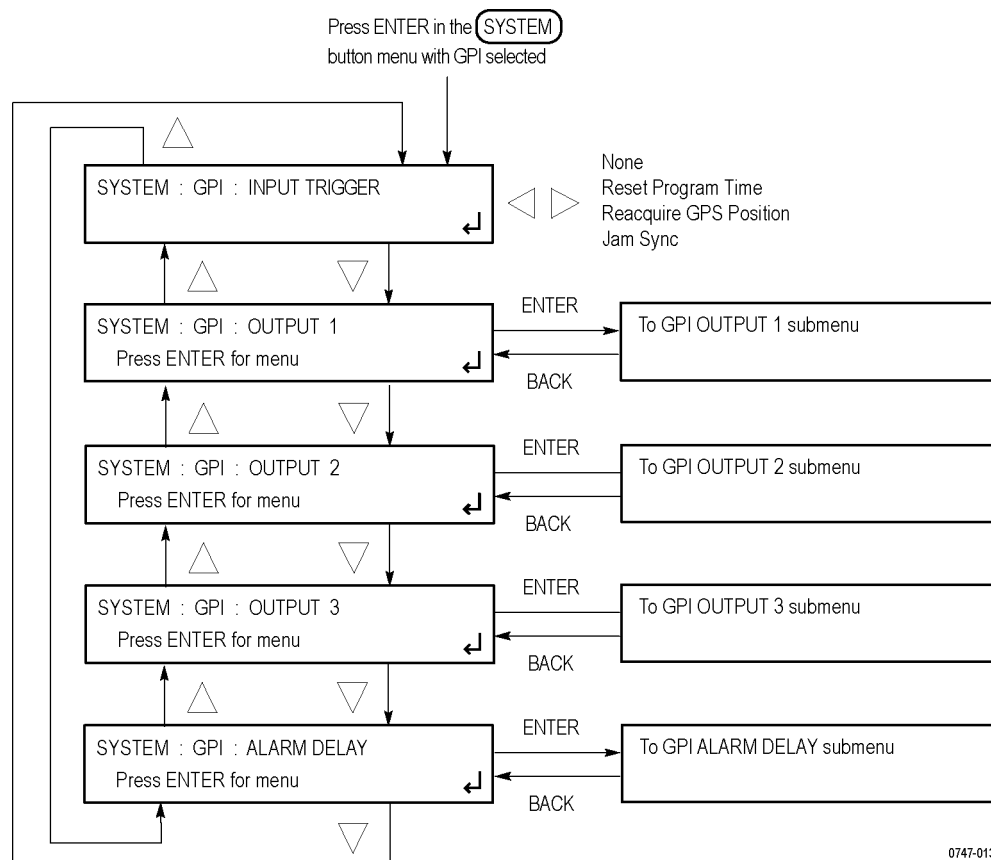 Press ENTER in the SYSTEM
button menu with GPI selected
SYSTEM : GPI : INPUT TRIGGER
None
Reset Program Time
Reacquire GPS Position
Jam Sync
SYSTEM : GPI : OUTPUT 1
Press ENTER for menu
ENTER
BACK
To GPI OUTPUT 1 submenu
SYSTEM : GPI : OUTPUT 2
Press ENTER for menu
ENTER
BACK
To GPI OUTPUT 2 submenu
SYSTEM : GPI : OUTPUT 3
Press ENTER for menu
ENTER
BACK
To GPI OUTPUT 3 submenu
SYSTEM : GPI : ALARM DELAY
Press ENTER for menu
ENTER
BACK
To GPI ALARM DELAY submenu
0747-013